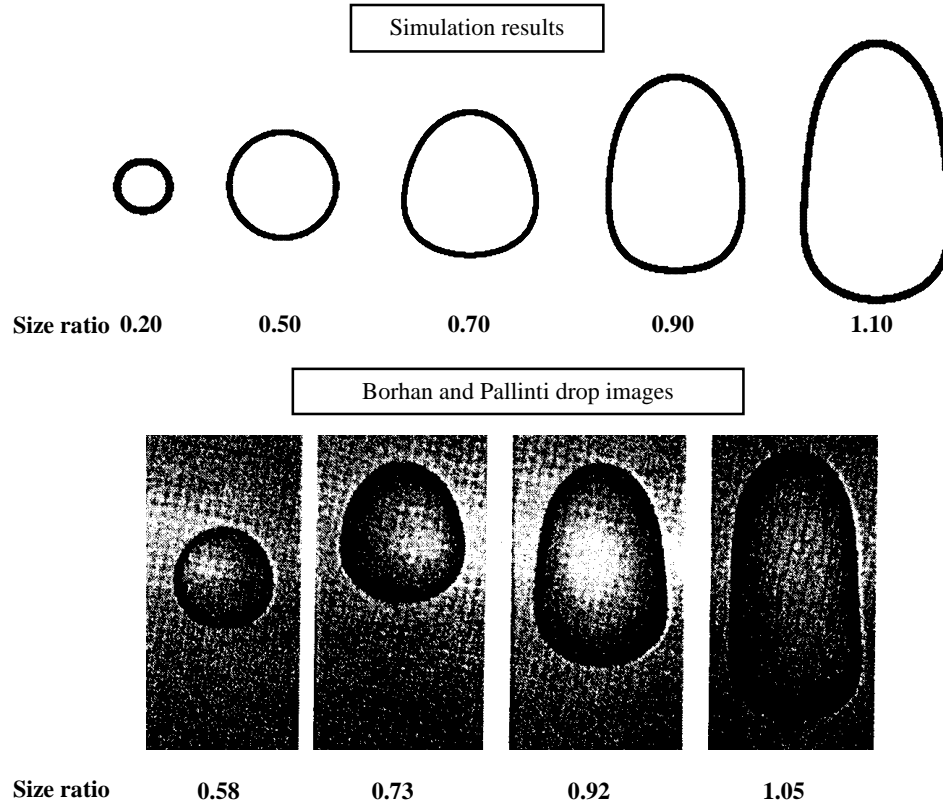 Simulation results
Size ratio 0.20 0.50 0.70 0.90 1.10
Borhan and Pallinti drop images
Size ratio 0.58 0.73 0.92 1.05